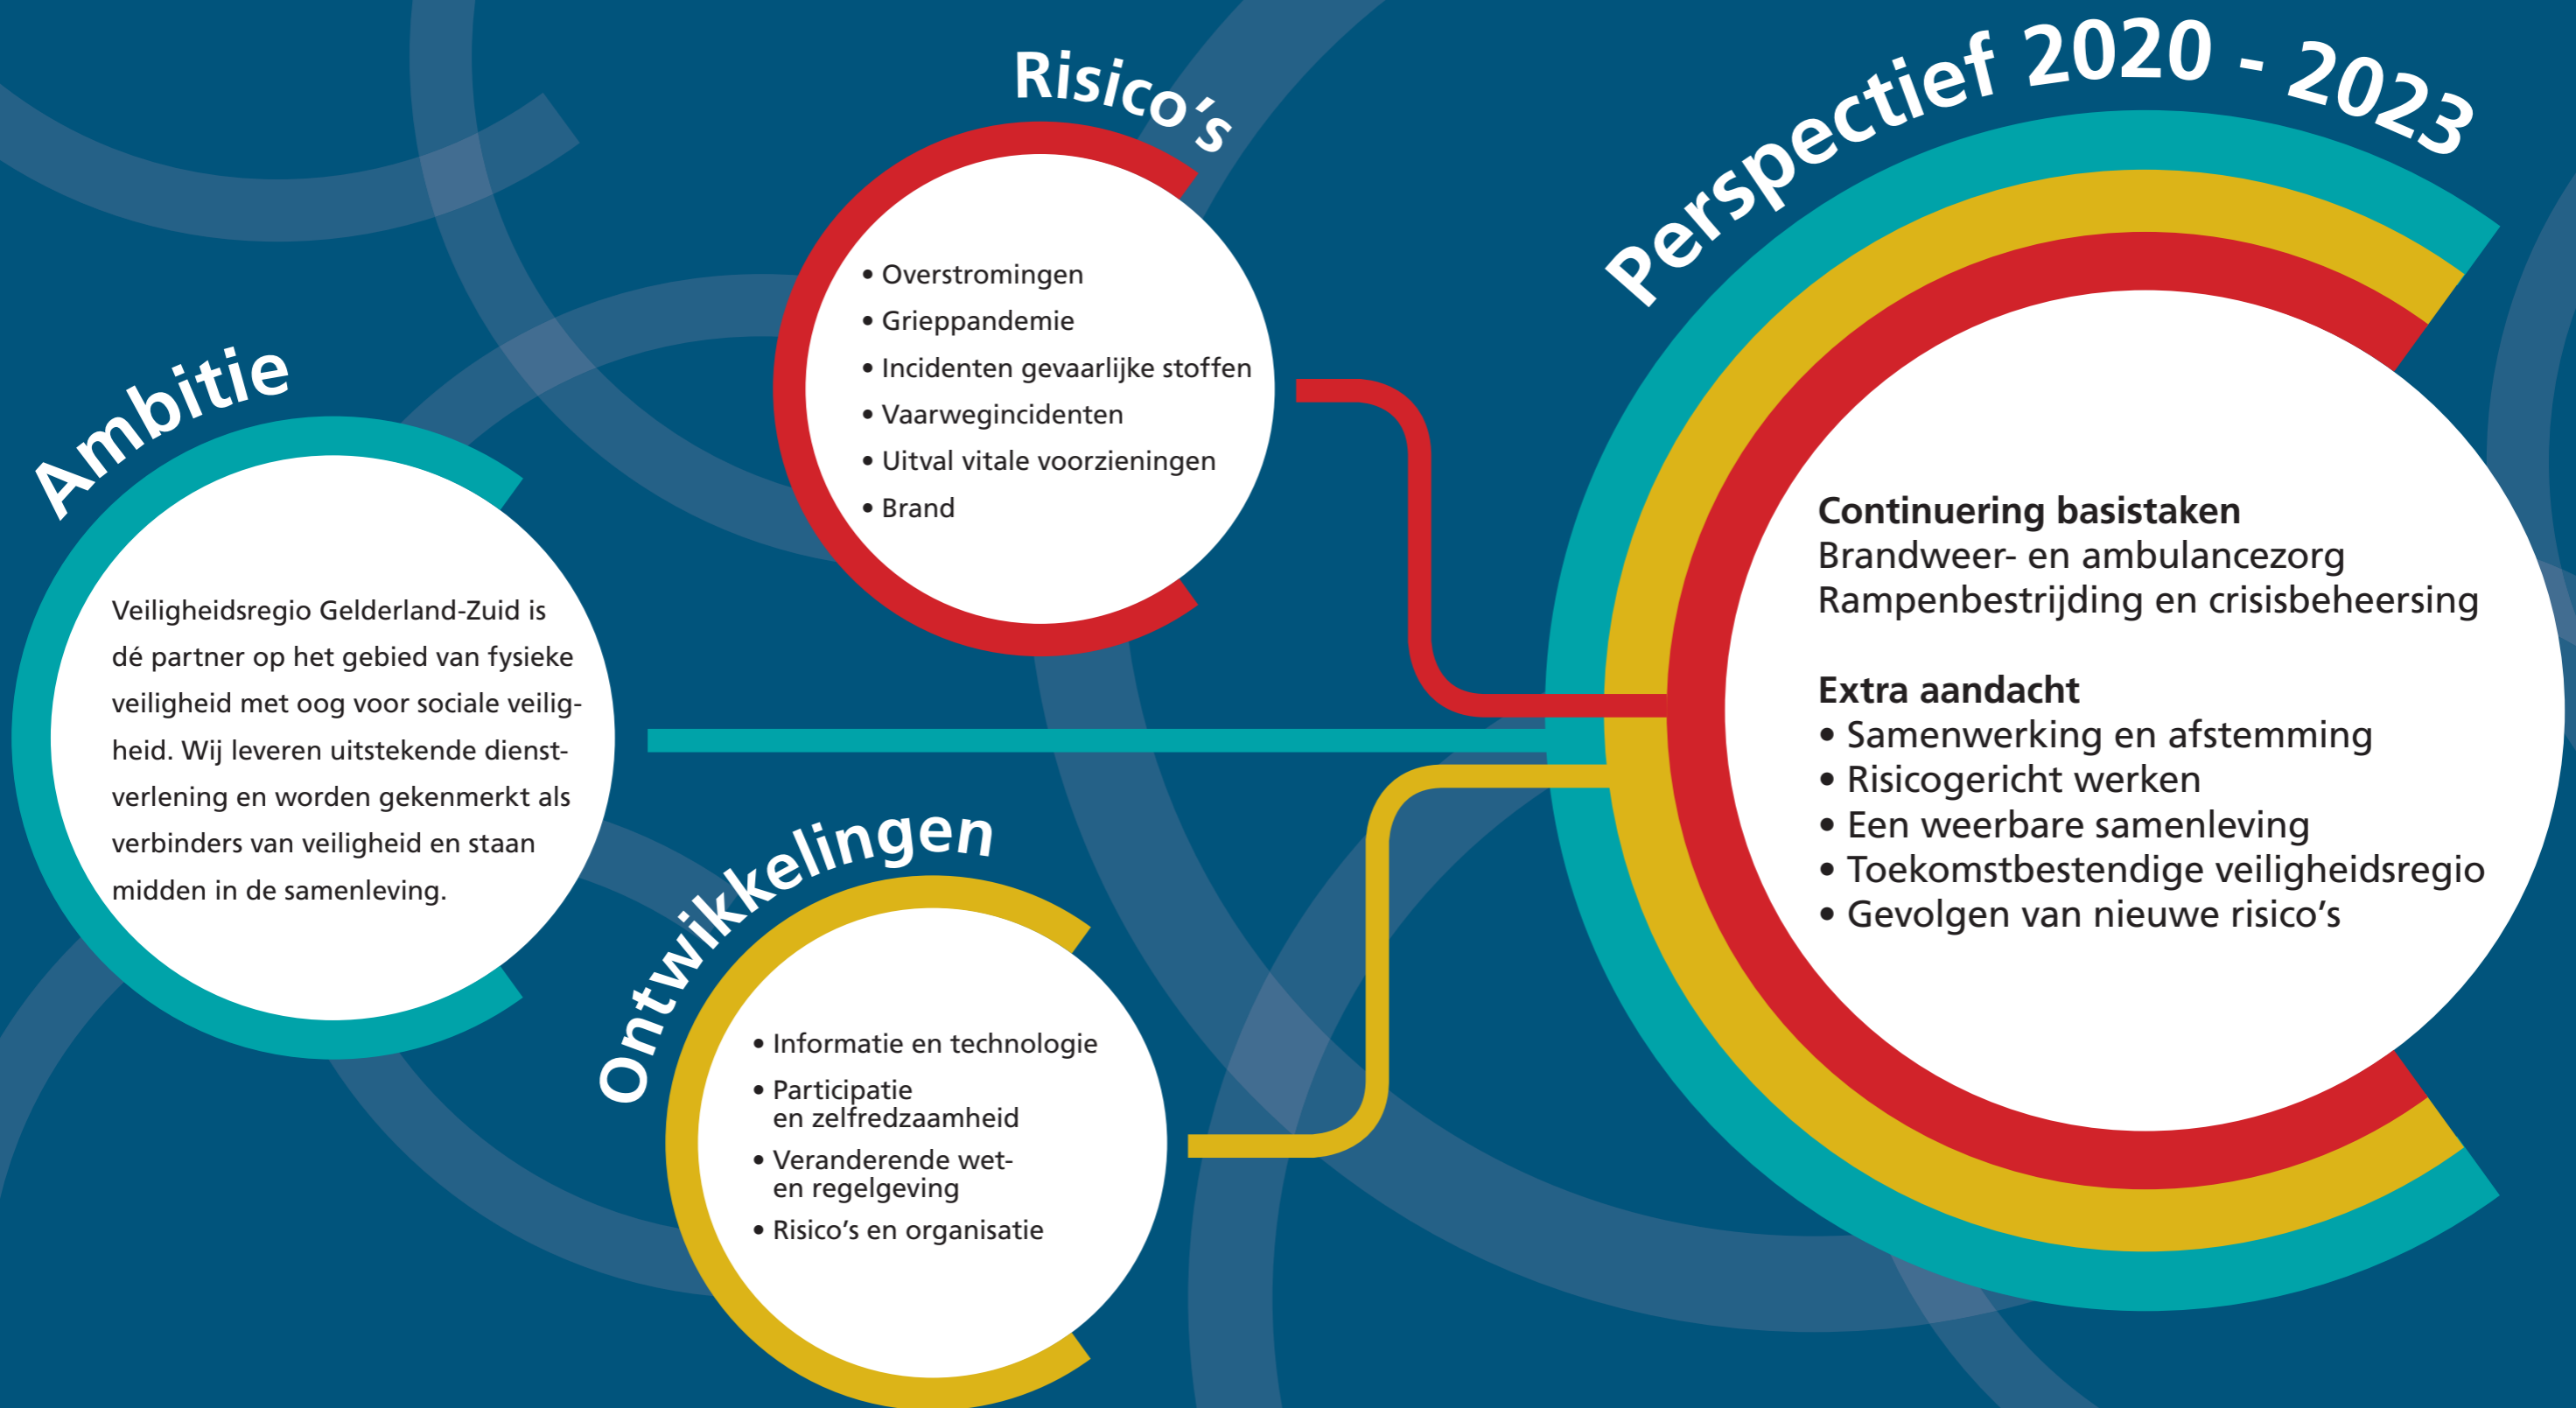 Ambitie
Veiligheidsregio Gelderland-Zuid is
dé partner op het gebied van fysieke
veiligheid met oog voor sociale veilig-
heid. Wij leveren uitstekende dienst-
verlening en worden gekenmerkt als
verbinders van veiligheid en staan
midden in de samenleving.
Risico’s
• Overstromingen
• Grieppandemie
• Incidenten gevaarlijke stoffen
• Vaarwegincidenten
• Uitval vitale voorzieningen
• Brand
Ontwikkelingen
• Informatie en technologie
• Participatie
en zelfredzaamheid
• Veranderende wet-
en regelgeving
• Risico’s en organisatie
Perspectief 2020 - 2023
Continuering basistaken
Brandweer- en ambulancezorg
Rampenbestrijding en crisisbeheersing
Extra aandacht
• Samenwerking en afstemming
• Risicogericht werken
• Een weerbare samenleving
• Toekomstbestendige veiligheidsregio
• Gevolgen van nieuwe risico’s